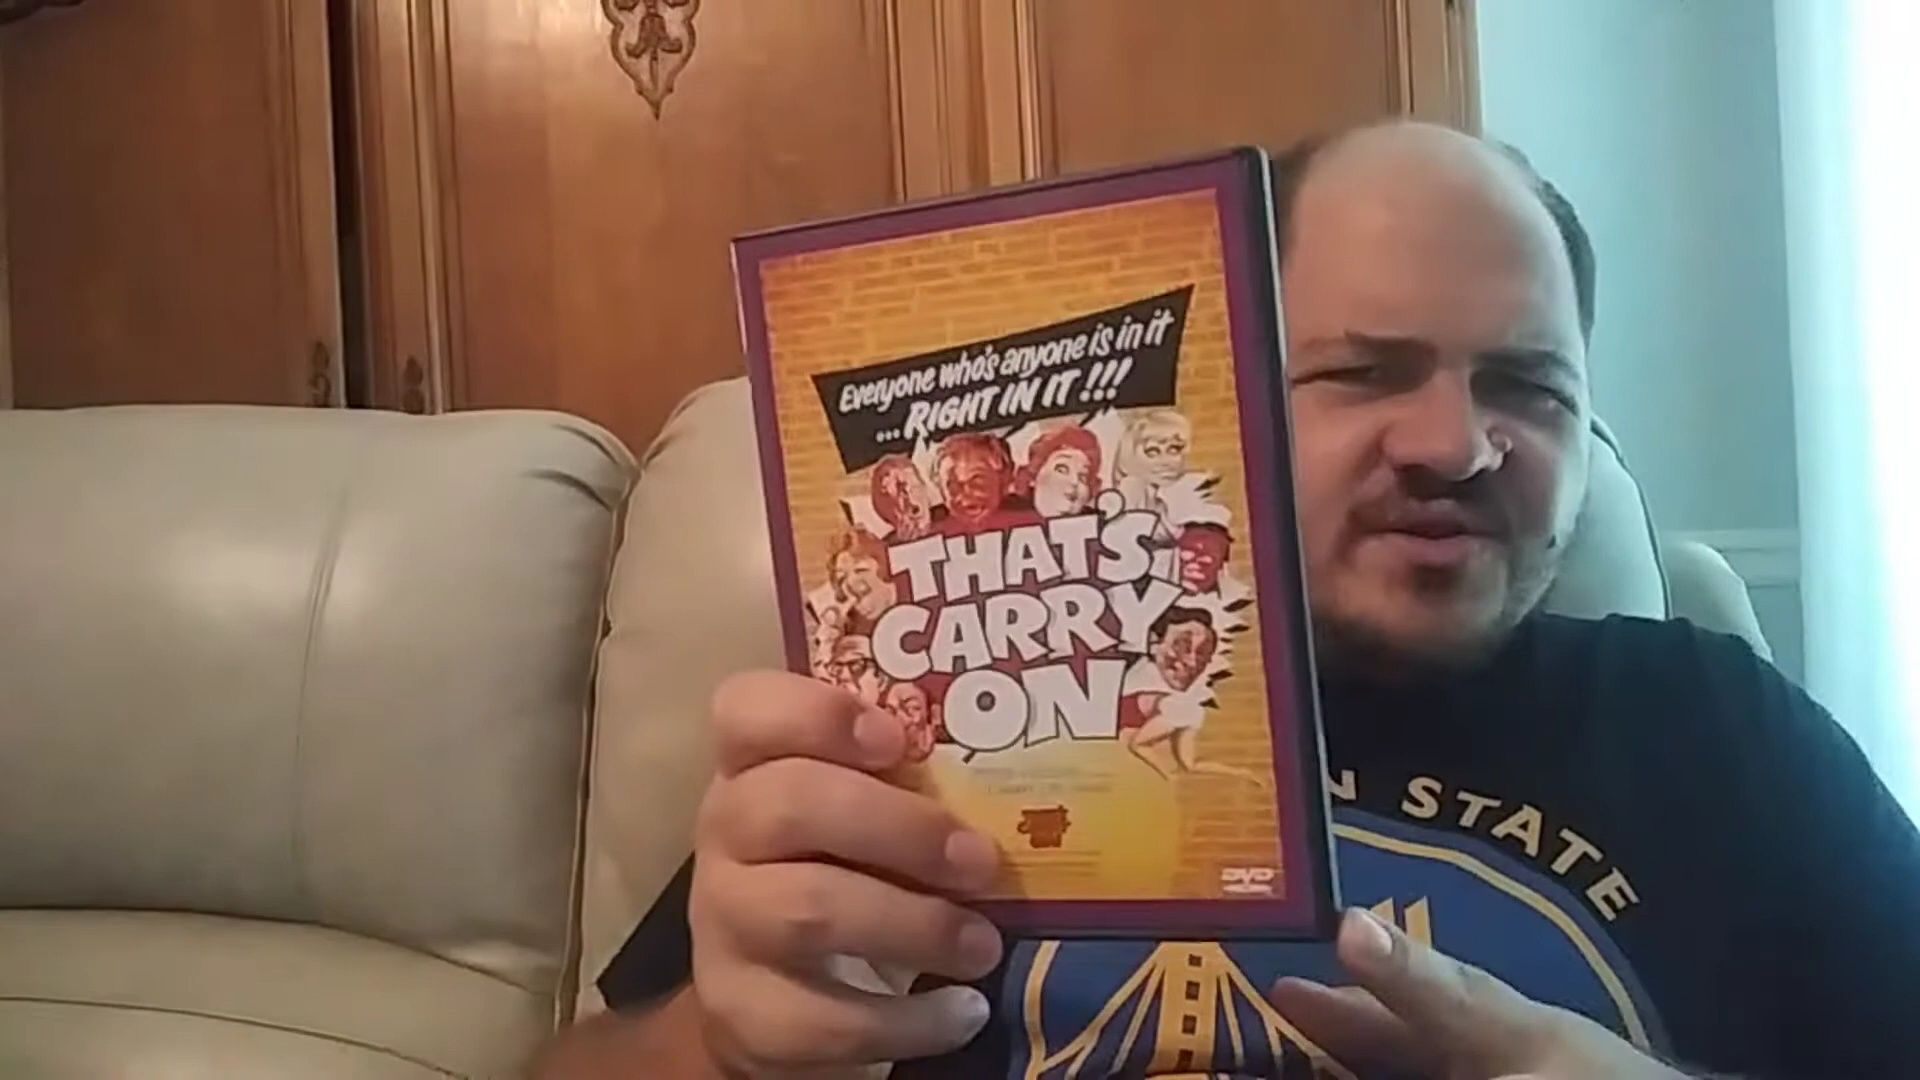 Everyone who's anyone is in it
... RIGHT IN IT !!!
THAT'S
CARRY
ON
DVD
N STATE